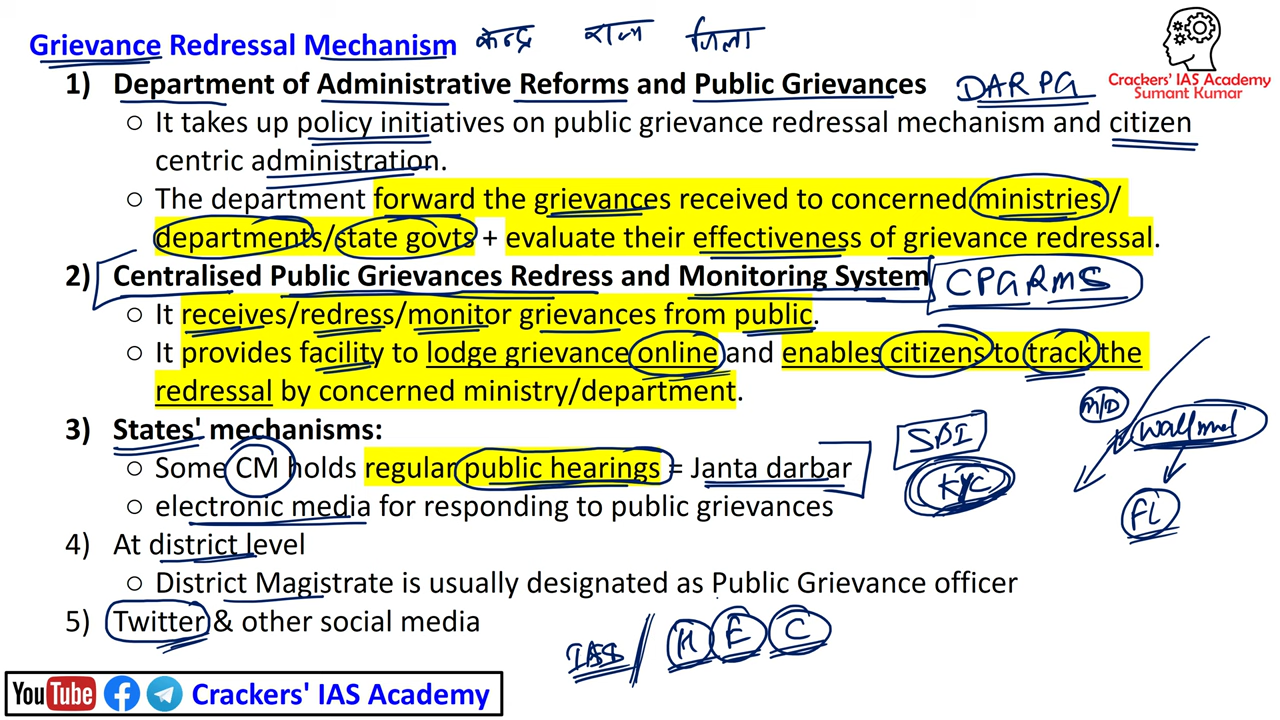 Grievance Redressal Mechanism केन्द्र राज्य जिला
Crackers' IAS Academy
Sumant Kumar
1) Department of Administrative Reforms and Public Grievances DARPG
○ It takes up policy initiatives on public grievance redressal mechanism and citizen
centric administration.
○ The department forward the grievances received to concerned ministries/
departments/state govts + evaluate their effectiveness of grievance redressal.
2) Centralised Public Grievances Redress and Monitoring System CPGRMS
○ It receives/redress/monitor grievances from public.
○ It provides facility to lodge grievance online and enables citizens to track the
redressal by concerned ministry/department.
M/D
3) States' mechanisms:
SBI
○ Some CM holds regular public hearings = Janta darbar
KYC
○ electronic media for responding to public grievances
FL
4) At district level
○ District Magistrate is usually designated as Public Grievance officer
5) Twitter & other social media
IAS / H E C
YouTube Crackers' IAS Academy